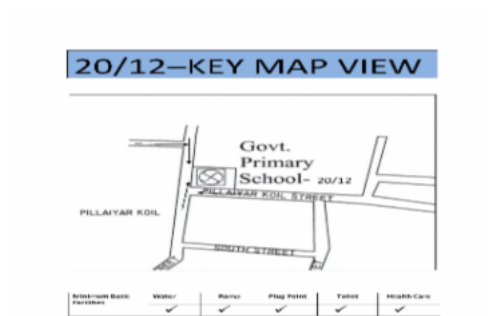 20/12–KEY MAP VIEW
Govt.
Primary
School- 20/12
PILLAIYAR KOIL STREET
PILLAIYAR KOIL
SOUTH STREET
Minimum Basic Facilities Water Ramp Plug Point Toilet Health Care
✓ ✓ ✓ ✓ ✓